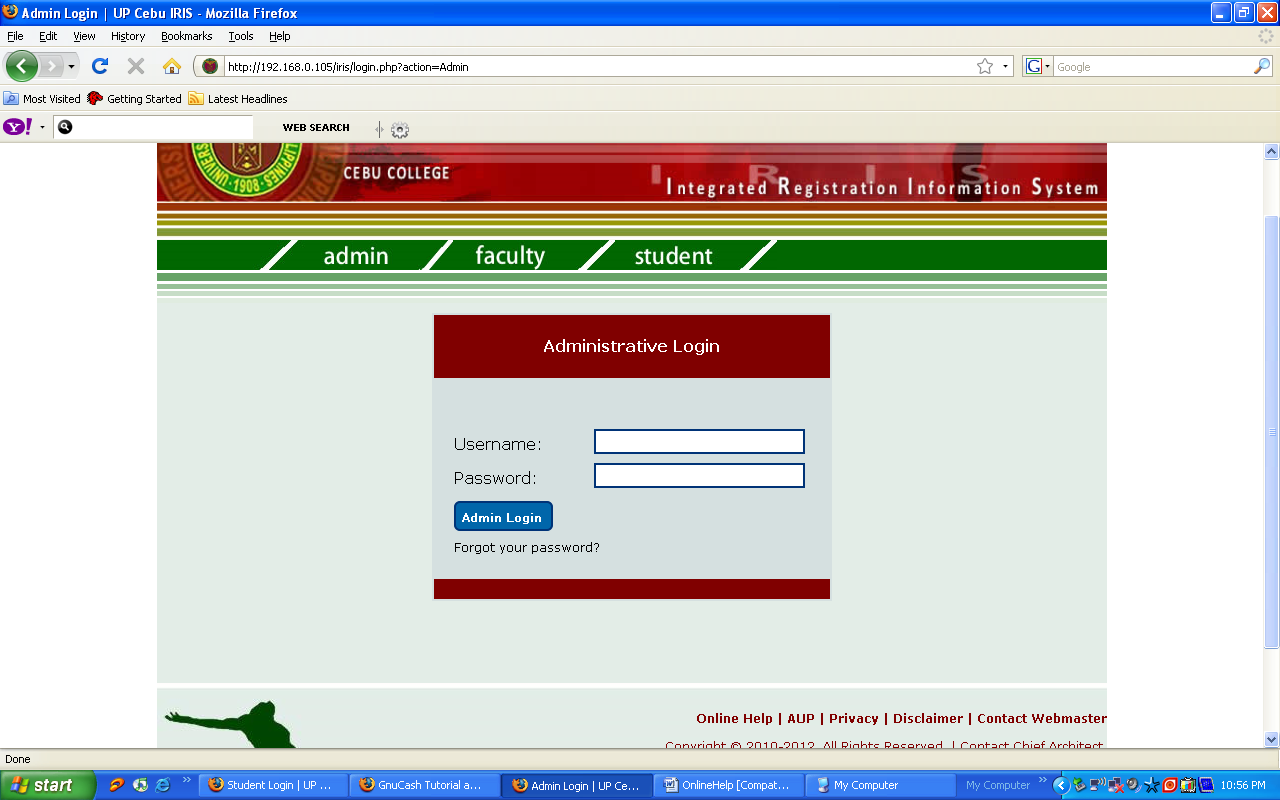 Admin Login | UP Cebu IRIS - Mozilla Firefox
File Edit View History Bookmarks Tools Help
http://192.168.0.105/iris/login.php?action=Admin
Google
Most Visited Getting Started Latest Headlines
Y! WEB SEARCH
1908
CEBU COLLEGE
I R I S
Integrated Registration Information System
admin faculty student
Administrative Login
Username:
Password:
Admin Login
Forgot your password?
Online Help | AUP | Privacy | Disclaimer | Contact Webmaster
Copyright © 2010-2012. All Rights Reserved. | Contact Chief Architect
Done
start
Student Login | UP ...
GnuCash Tutorial a...
Admin Login | UP Ce...
OnlineHelp [Compat...
My Computer
My Computer
10:56 PM